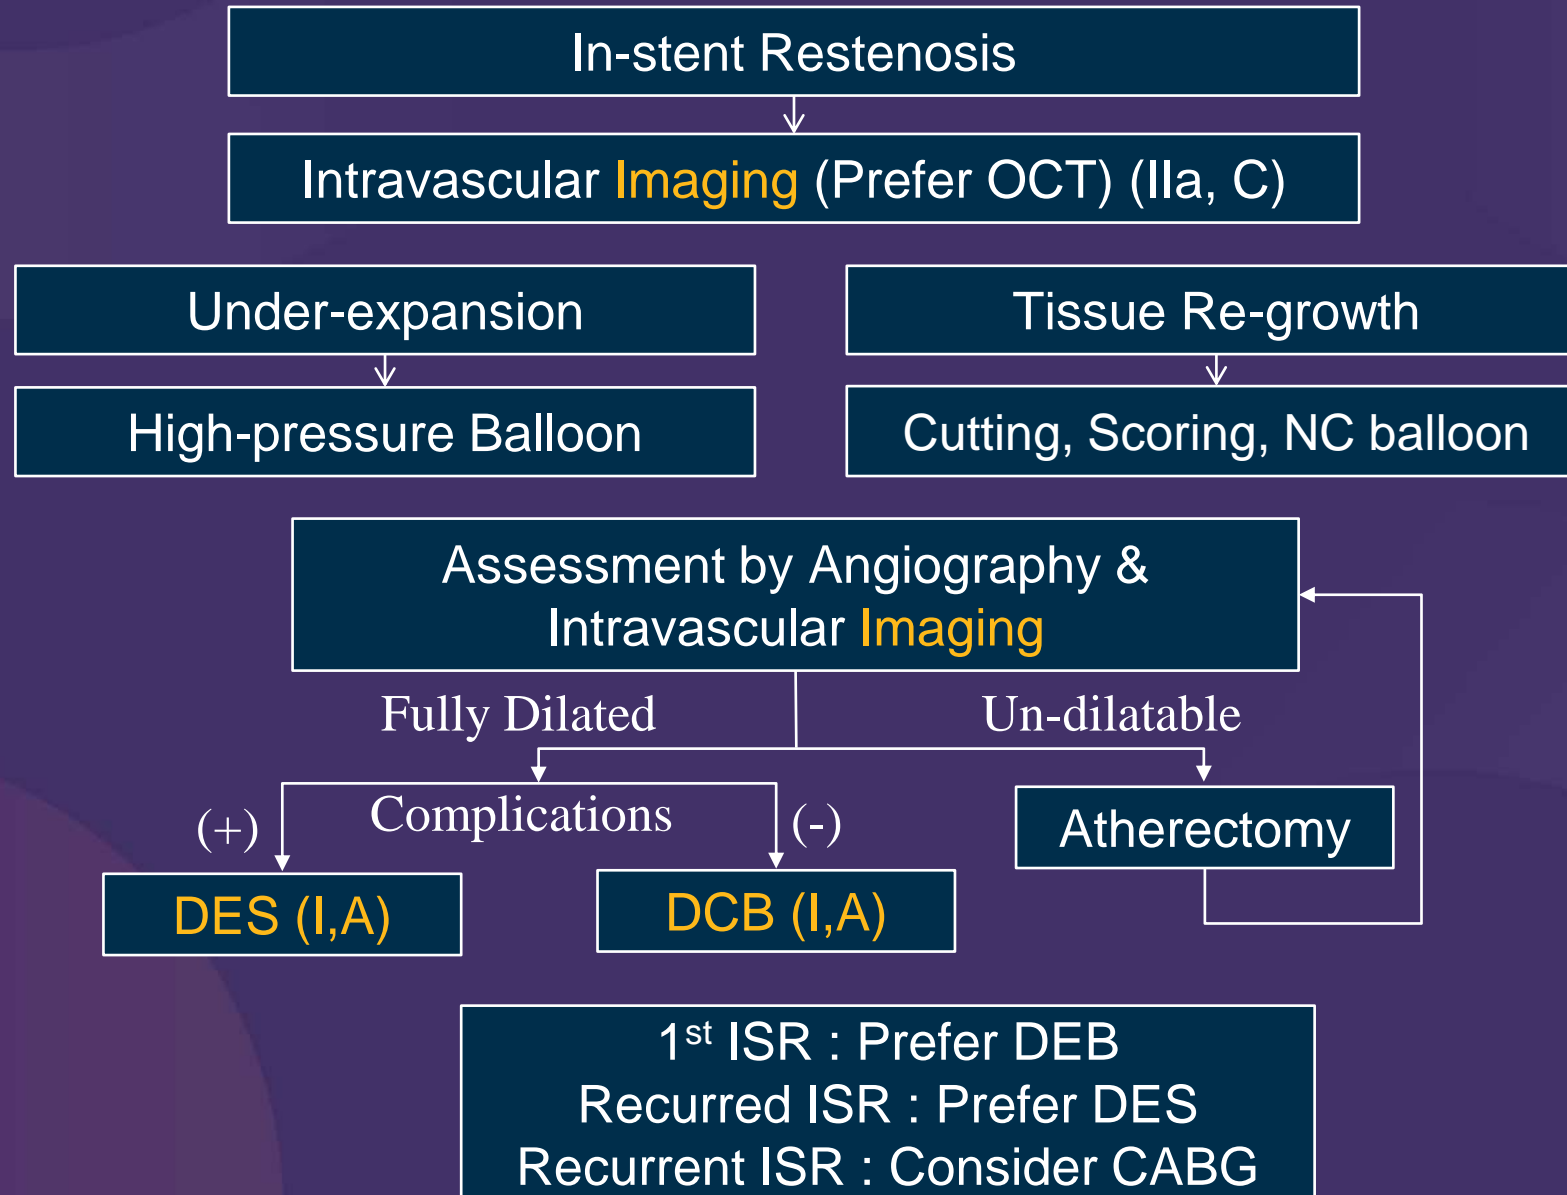 In-stent Restenosis
Intravascular Imaging (Prefer OCT) (IIa, C)
Under-expansion
Tissue Re-growth
High-pressure Balloon
Cutting, Scoring, NC balloon
Assessment by Angiography &
Intravascular Imaging
Fully Dilated
Un-dilatable
(+)
Complications
(-)
Atherectomy
DES (I,A)
DCB (I,A)
1st ISR : Prefer DEB
Recurred ISR : Prefer DES
Recurrent ISR : Consider CABG